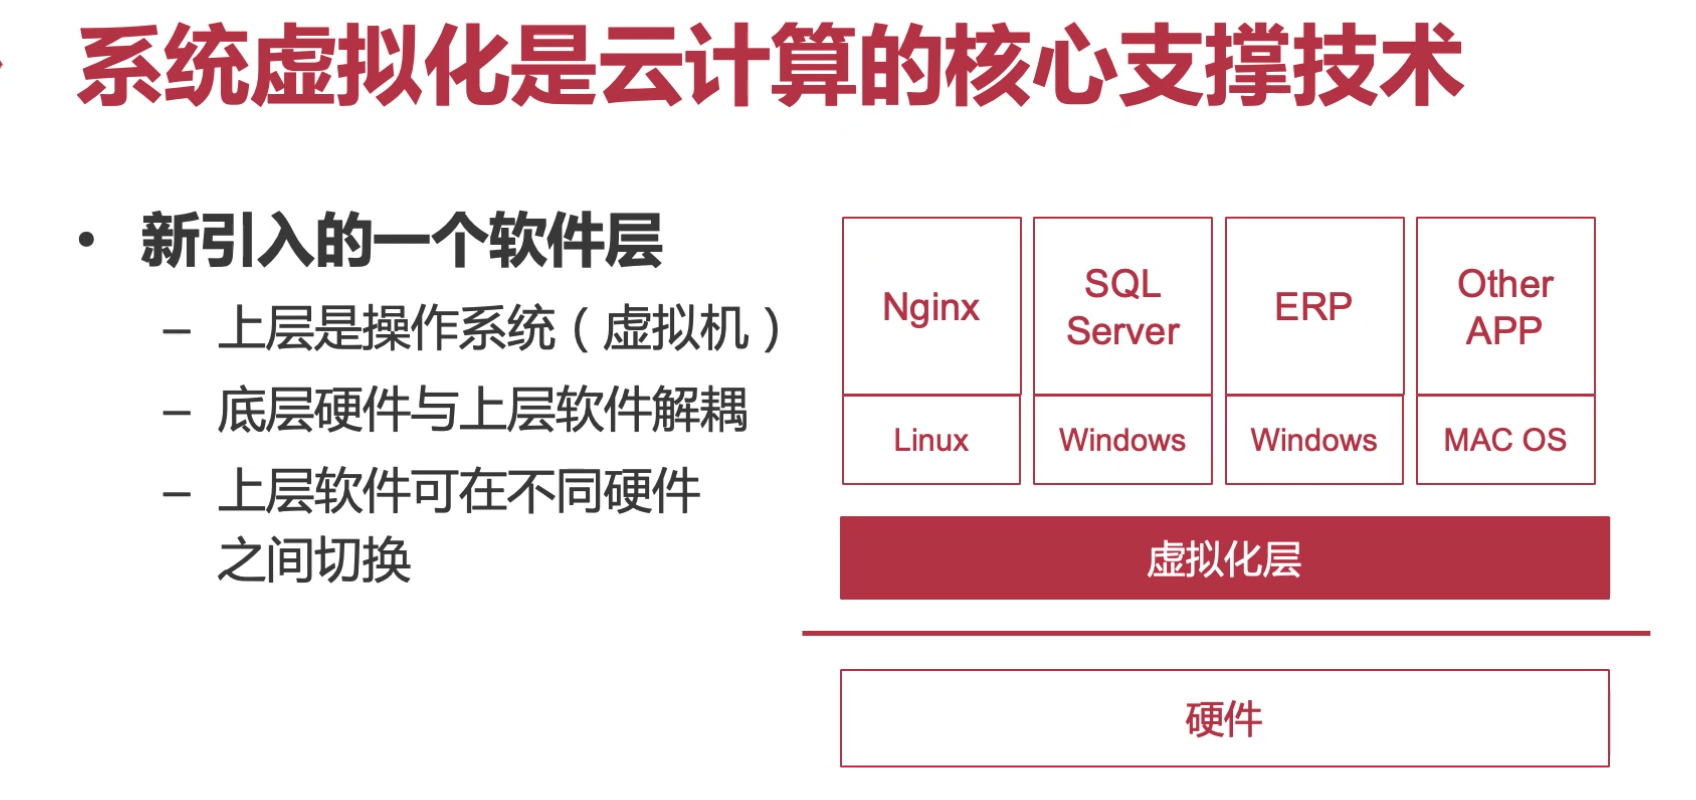 系统虚拟化是云计算的核心支撑技术
• 新引入的一个软件层
– 上层是操作系统（虚拟机）
– 底层硬件与上层软件解耦
– 上层软件可在不同硬件
之间切换
Nginx
SQL
Server
ERP
Other
APP
Linux
Windows
Windows
MAC OS
虚拟化层
硬件